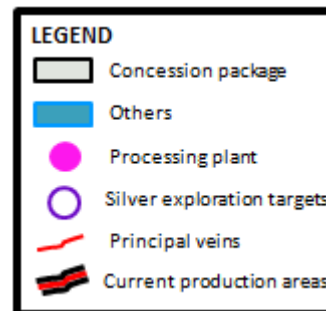 LEGEND
Concession package
Others
Processing plant
Silver exploration targets
Principal veins
Current production areas